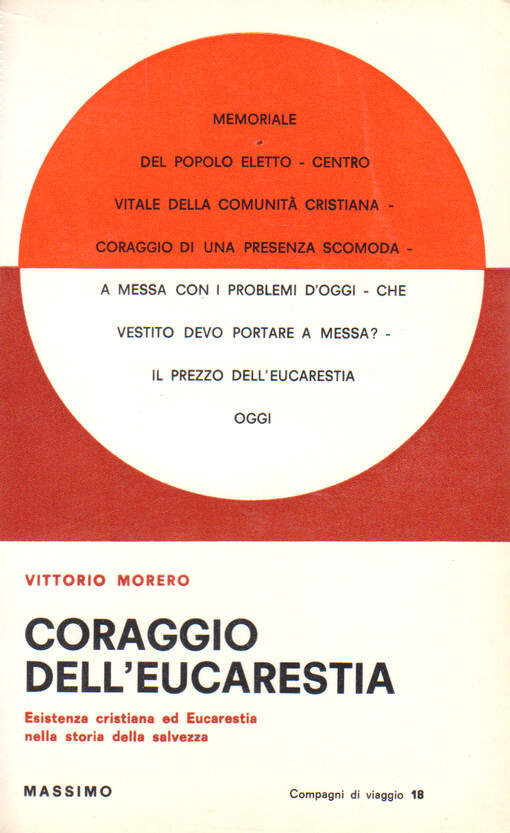 MEMORIALE
DEL POPOLO ELETTO - CENTRO
VITALE DELLA COMUNITÀ CRISTIANA -
CORAGGIO DI UNA PRESENZA SCOMODA -
A MESSA CON I PROBLEMI D'OGGI - CHE
VESTITO DEVO PORTARE A MESSA? -
IL PREZZO DELL'EUCARESTIA
OGGI
VITTORIO MORERO
CORAGGIO
DELL'EUCARESTIA
Esistenza cristiana ed Eucarestia
nella storia della salvezza
MASSIMO
Compagni di viaggio 18